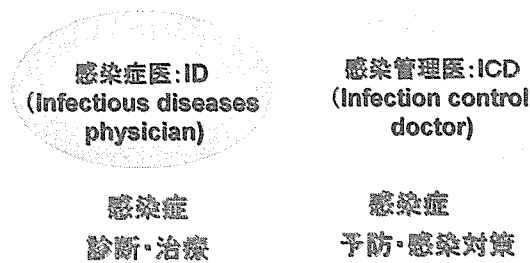 感染症医:ID
(infectious diseases
physician)
感染症
診断・治療
感染管理医:ICD
(Infection control
doctor)
感染症
予防・感染対策